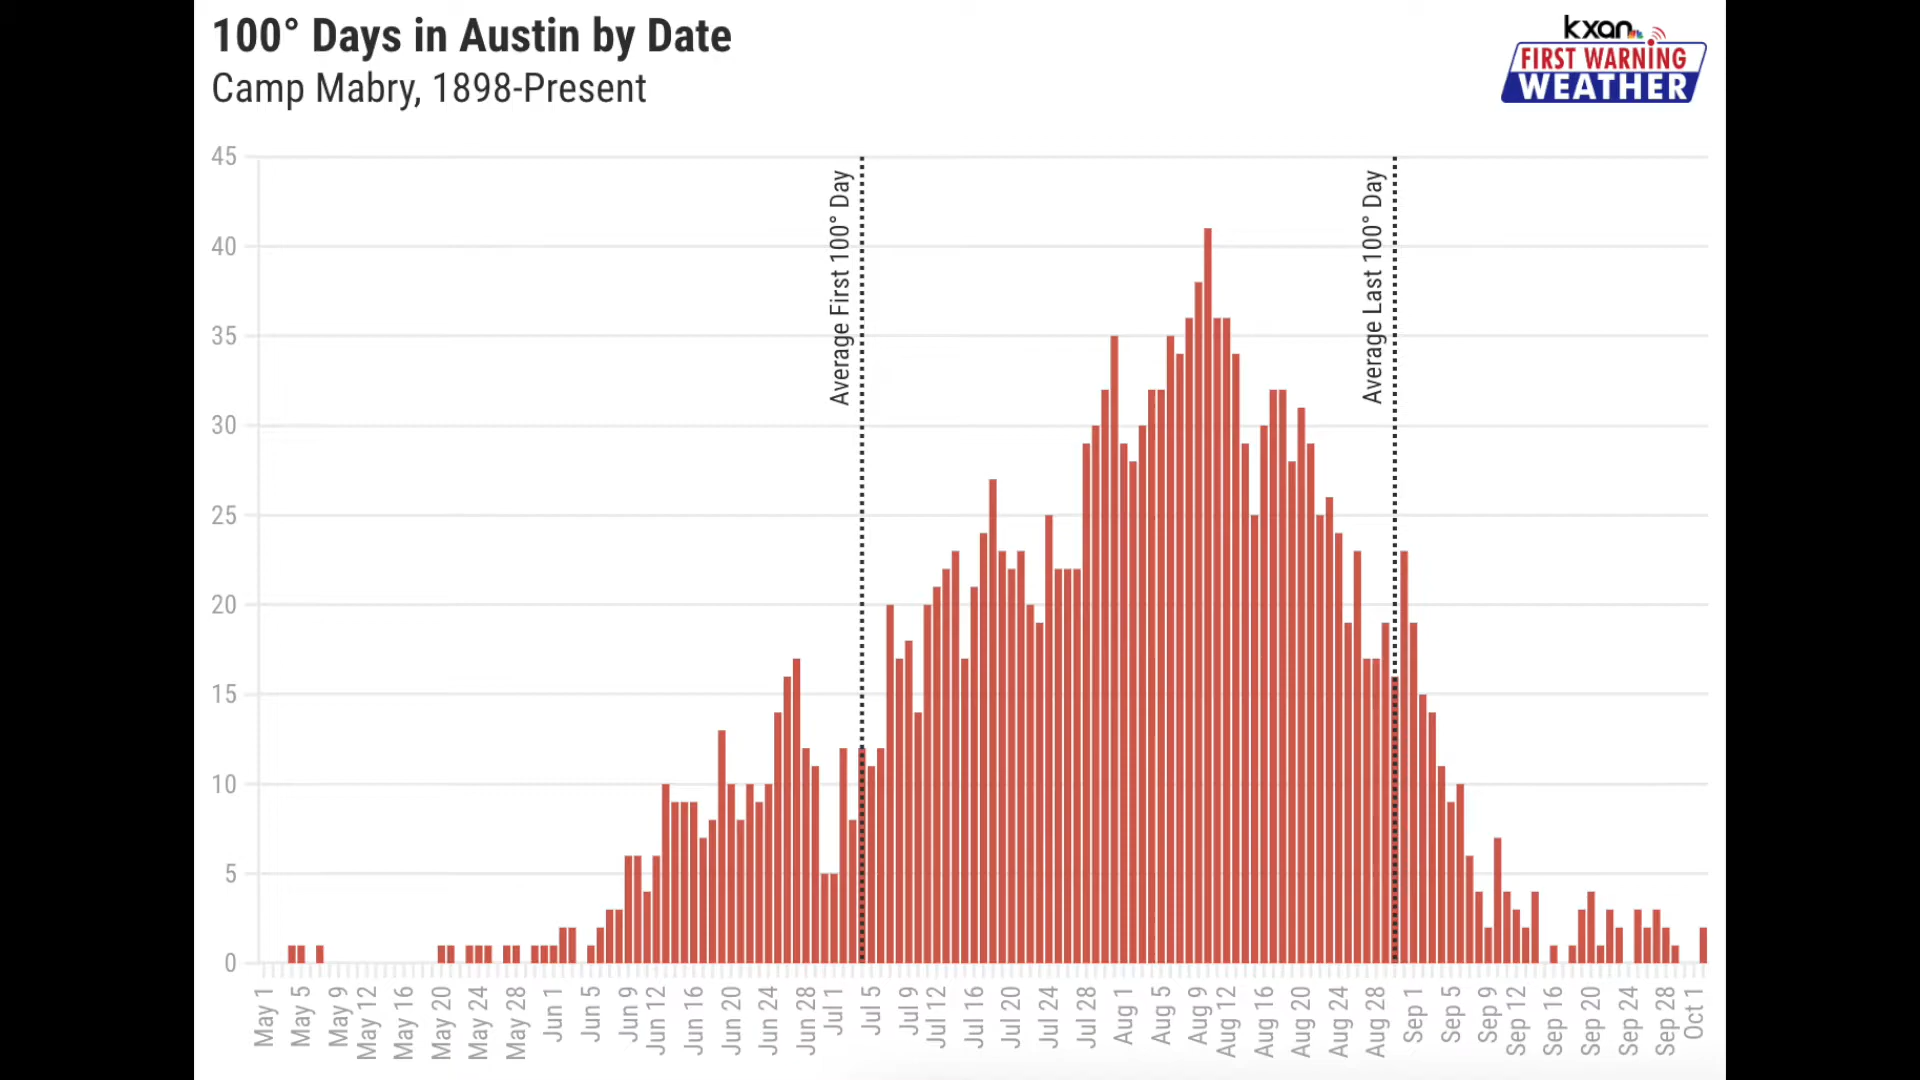 100° Days in Austin by Date
Camp Mabry, 1898-Present
kxan
FIRST WARNING
WEATHER
45
40
35
30
25
20
15
10
5
0
Average First 100° Day
Average Last 100° Day
May 1
May 5
May 9
May 12
May 16
May 20
May 24
May 28
Jun 1
Jun 5
Jun 9
Jun 12
Jun 16
Jun 20
Jun 24
Jun 28
Jul 1
Jul 5
Jul 9
Jul 12
Jul 16
Jul 20
Jul 24
Jul 28
Aug 1
Aug 5
Aug 9
Aug 12
Aug 16
Aug 20
Aug 24
Aug 28
Sep 1
Sep 5
Sep 9
Sep 12
Sep 16
Sep 20
Sep 24
Sep 28
Oct 1